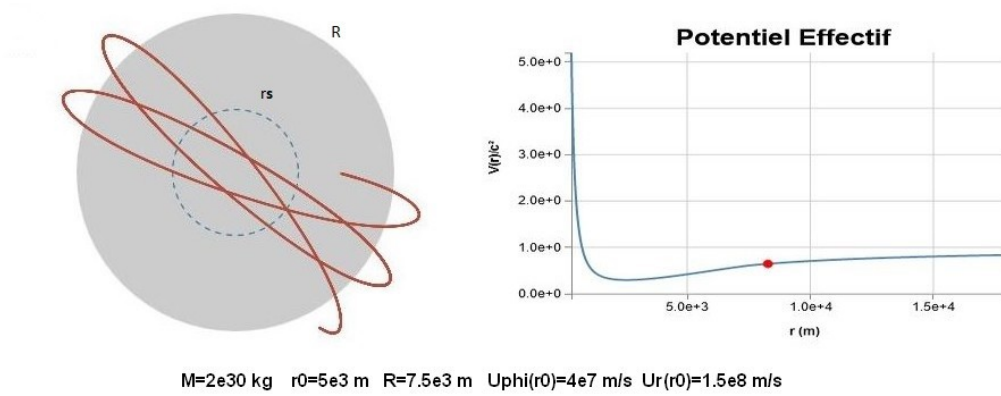 R
rs
Potentiel Effectif
5.0e+0
4.0e+0
3.0e+0
2.0e+0
1.0e+0
0.0e+0
V(r)/c²
5.0e+3 1.0e+4 1.5e+4
r (m)
M=2e30 kg r0=5e3 m R=7.5e3 m Uphi(r0)=4e7 m/s Ur(r0)=1.5e8 m/s